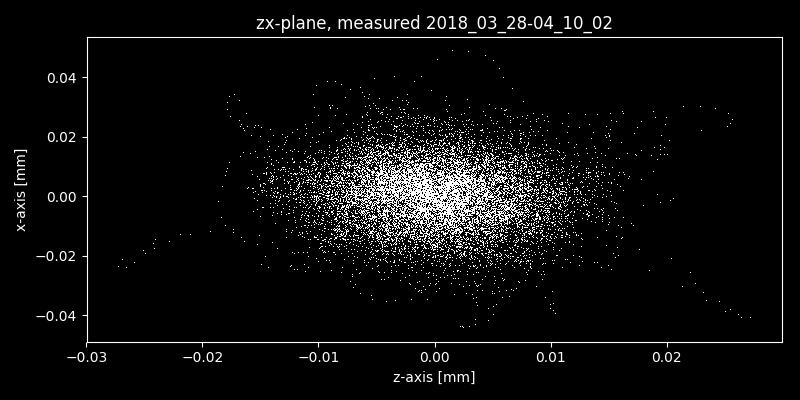 zx-plane, measured 2018_03_28-04_10_02
x-axis [mm]
0.04
0.02
0.00
−0.02
−0.04
−0.03 −0.02 −0.01 0.00 0.01 0.02
z-axis [mm]